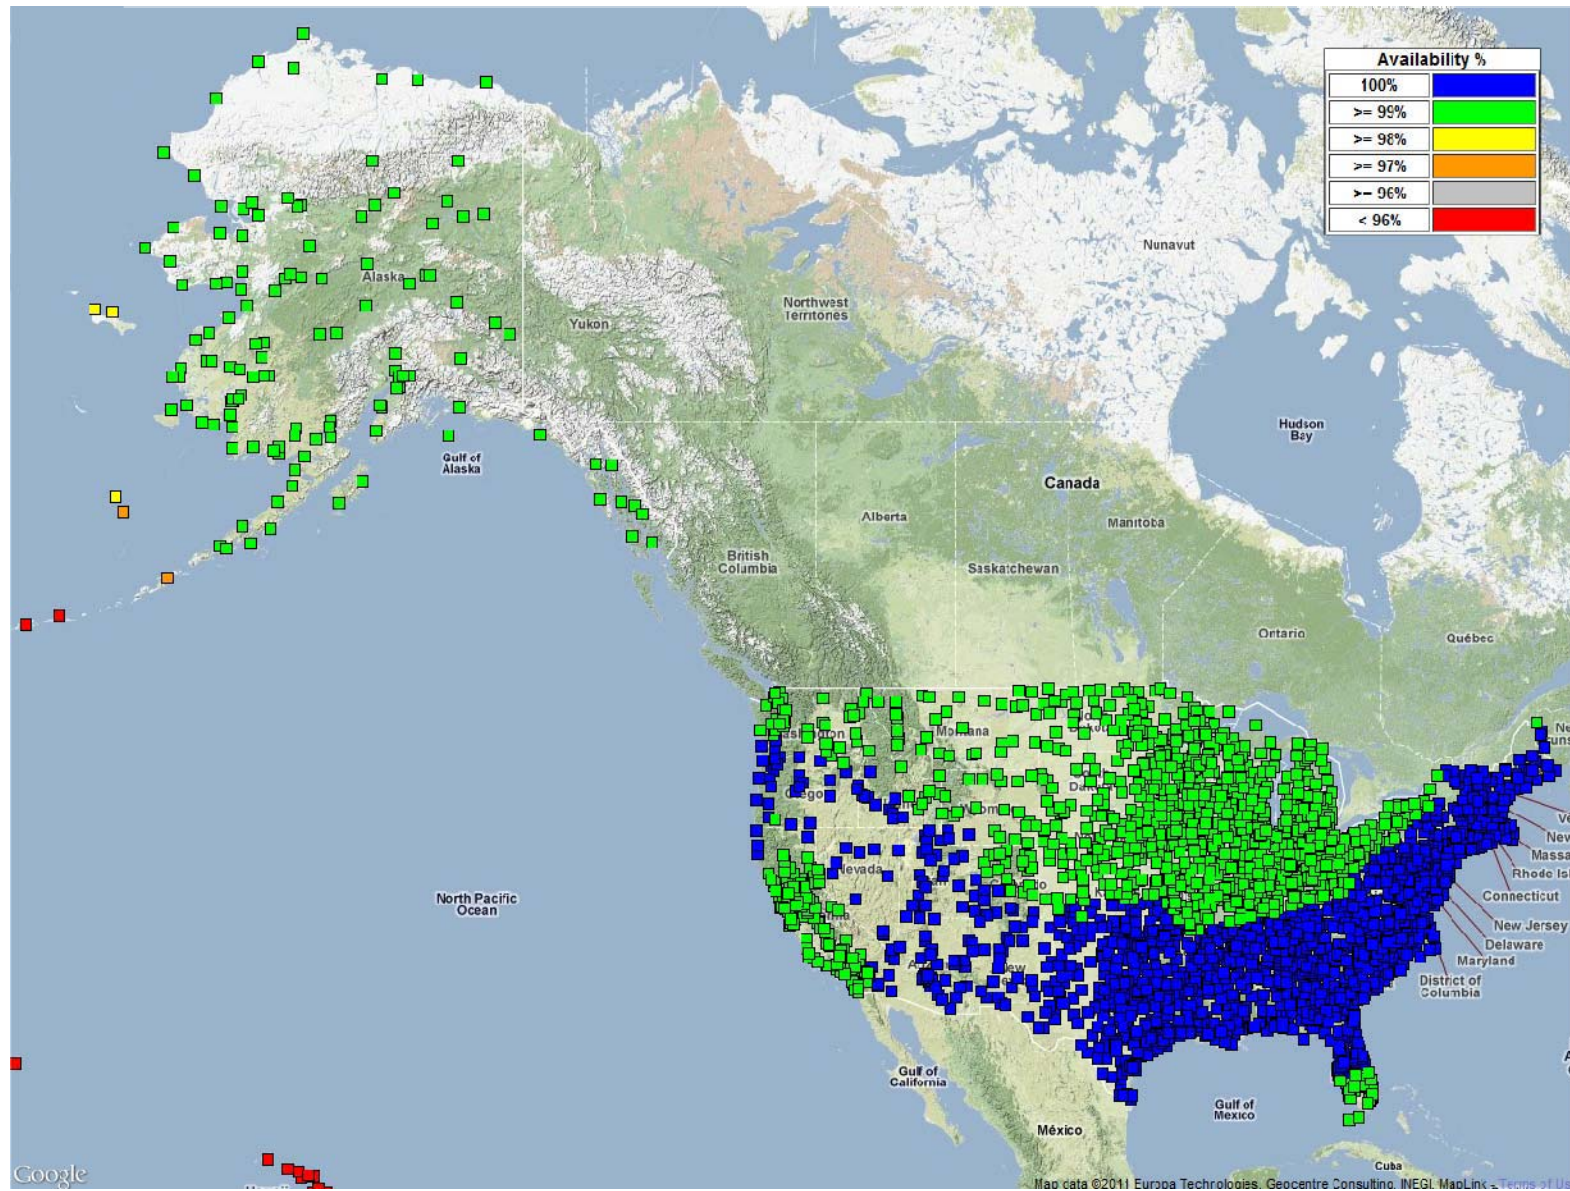 Availability %
100%
>= 99%
>= 98%
>= 97%
>= 96%
< 96%
Nunavut
Alaska
Northwest
Territories
Yukon
Hudson
Bay
Gulf of
Alaska
Canada
Alberta
Manitoba
British
Columbia
Saskatchewan
Ontario
Québec
Montana
Nevada
North Pacific
Ocean
Massa
Rhode Isl
Connecticut
New Jersey
Delaware
Maryland
District of
Columbia
Gulf of
California
Gulf of
Mexico
México
Cuba
Google
Map data ©2011 Europa Technologies, Geocentre Consulting, INEGI, MapLink - Terms of Us